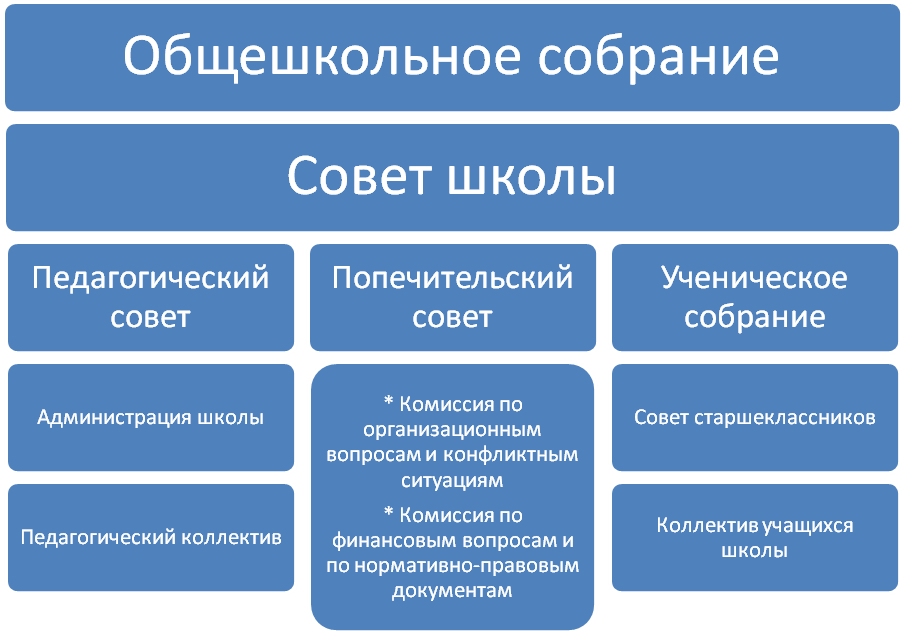 Общешкольное собрание
Совет школы
Педагогический
совет
Попечительский
совет
Ученическое
собрание
Администрация школы
Педагогический коллектив
* Комиссия по
организационным
вопросам и конфликтным
ситуациям
* Комиссия по
финансовым вопросам и
по нормативно-правовым
документам
Совет старшеклассников
Коллектив учащихся
школы